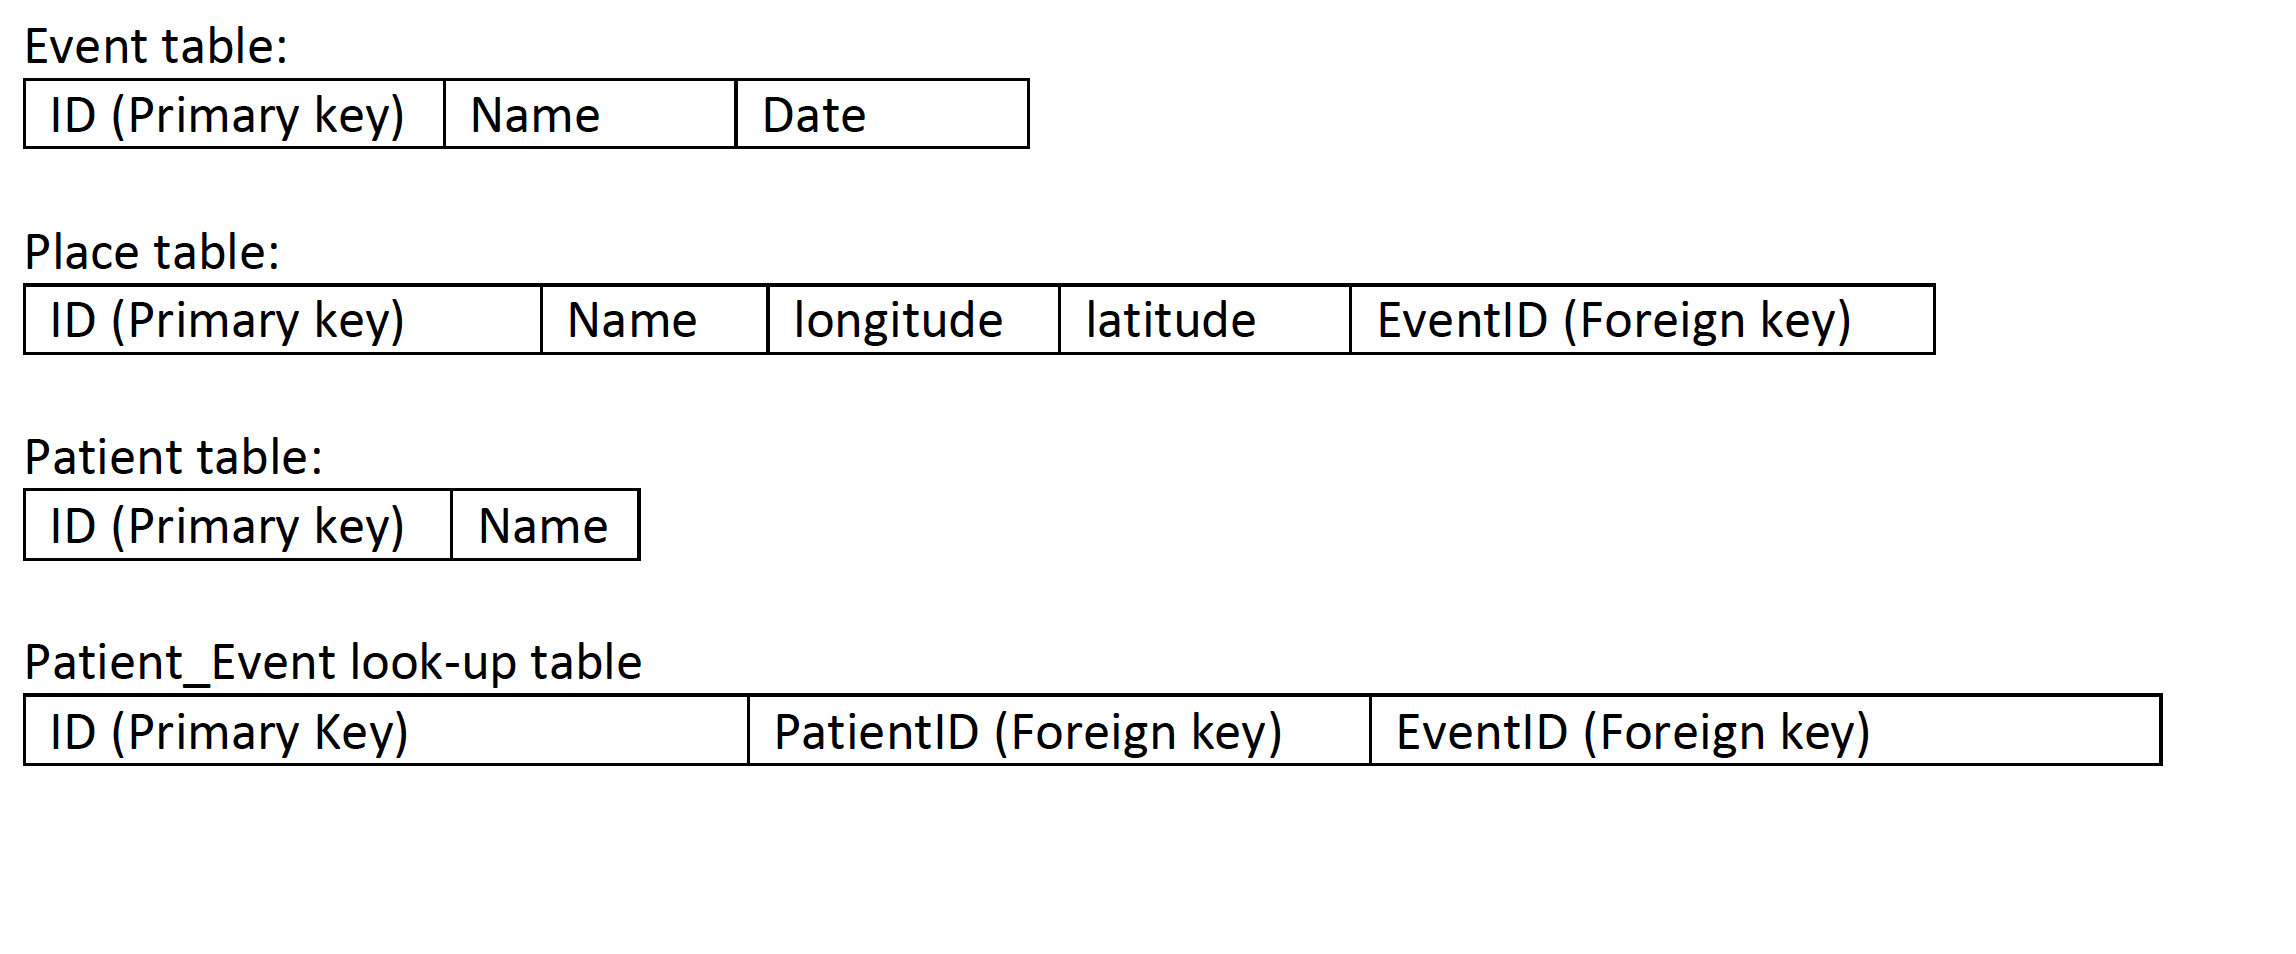 Event table:
ID (Primary key) Name Date
Place table:
ID (Primary key) Name longitude latitude EventID (Foreign key)
Patient table:
ID (Primary key) Name
Patient_Event look-up table
ID (Primary Key) PatientID (Foreign key) EventID (Foreign key)